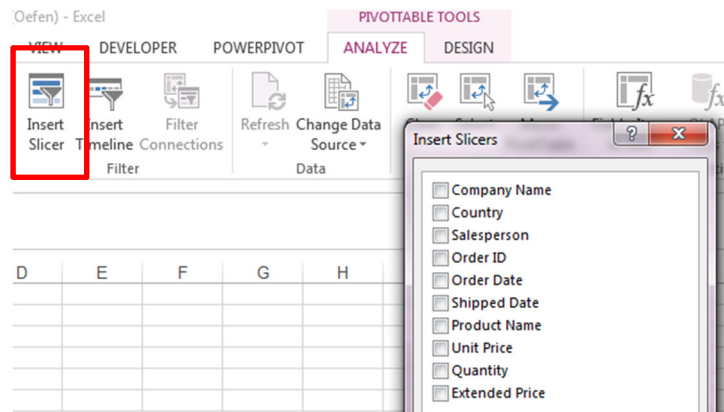 (Oefen) - Excel
PIVOTTABLE TOOLS
VIEW DEVELOPER POWERPIVOT ANALYZE DESIGN
fx fx
Insert Insert Filter Refresh Change Data
Slicer Timeline Connections Source
Filter Data
Insert Slicers ? x
Company Name
Country
Salesperson
Order ID
D E F G H
Order Date
Shipped Date
Product Name
Unit Price
Quantity
Extended Price